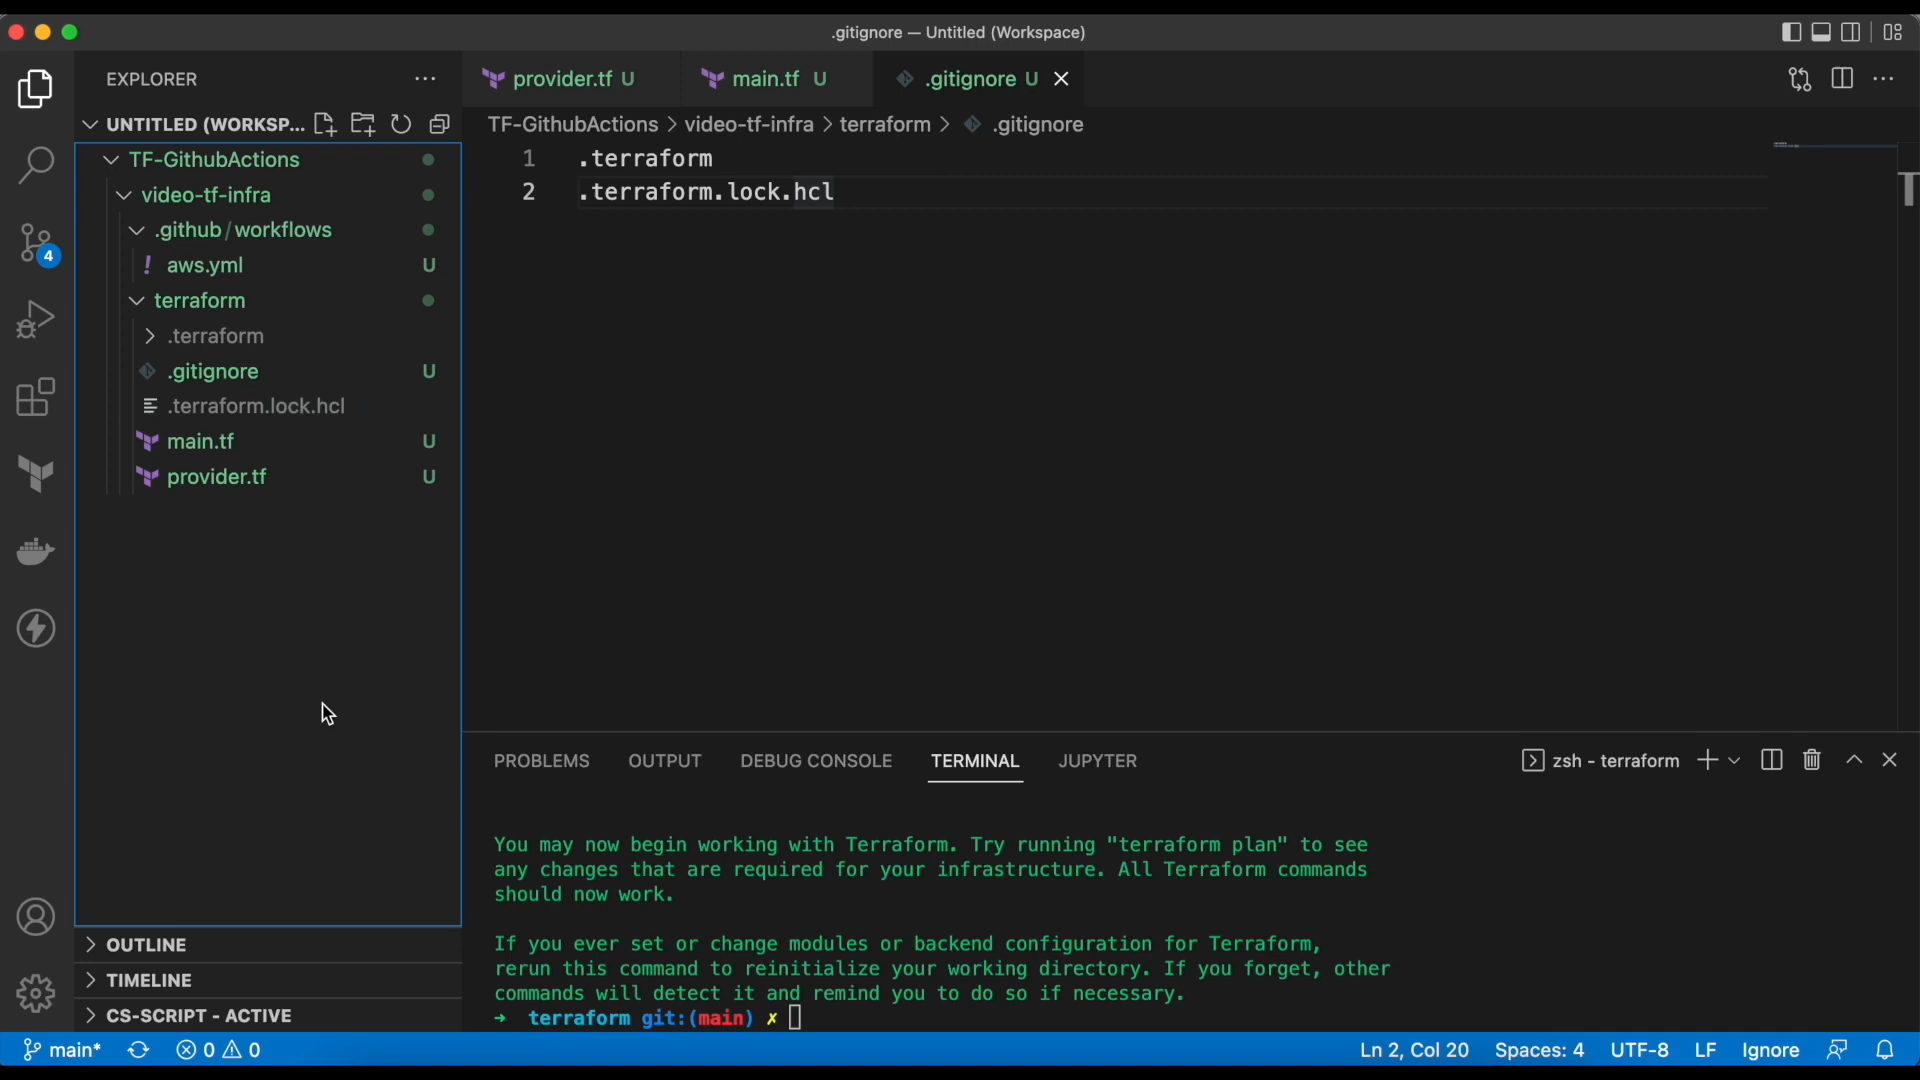 .gitignore — Untitled (Workspace)
EXPLORER
UNTITLED (WORKSP...
TF-GithubActions
video-tf-infra
.github/workflows
! aws.yml U
terraform
.terraform
.gitignore U
.terraform.lock.hcl
main.tf U
provider.tf U
OUTLINE
TIMELINE
CS-SCRIPT - ACTIVE
4
provider.tf U
main.tf U
.gitignore U
TF-GithubActions > video-tf-infra > terraform > .gitignore
1 .terraform
2 .terraform.lock.hcl
PROBLEMS OUTPUT DEBUG CONSOLE TERMINAL JUPYTER
zsh - terraform
You may now begin working with Terraform. Try running "terraform plan" to see
any changes that are required for your infrastructure. All Terraform commands
should now work.
If you ever set or change modules or backend configuration for Terraform,
rerun this command to reinitialize your working directory. If you forget, other
commands will detect it and remind you to do so if necessary.
→ terraform git:(main) ✗
main* 0 0 Ln 2, Col 20 Spaces: 4 UTF-8 LF Ignore